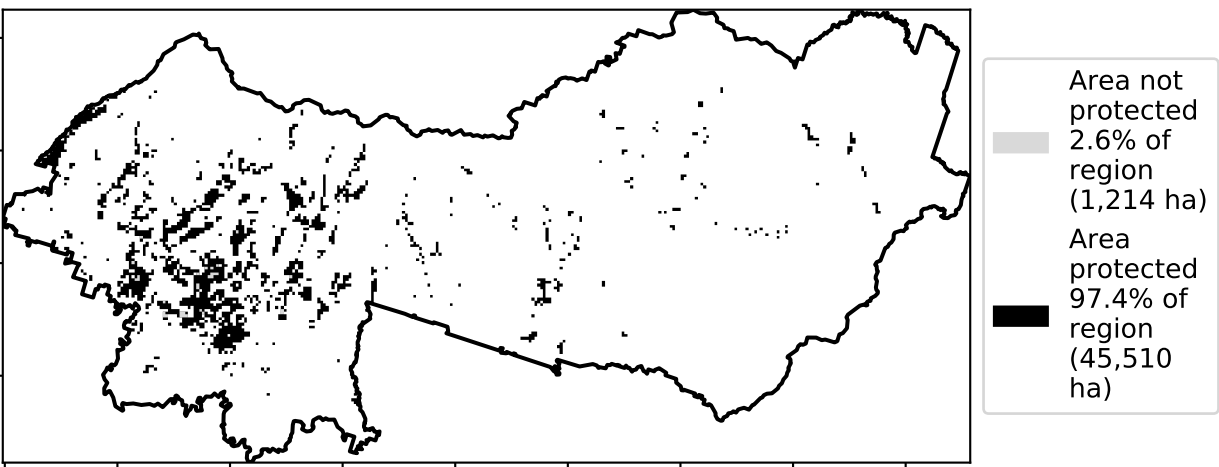 Area not
protected
2.6% of
region
(1,214 ha)
Area
protected
97.4% of
region
(45,510
ha)